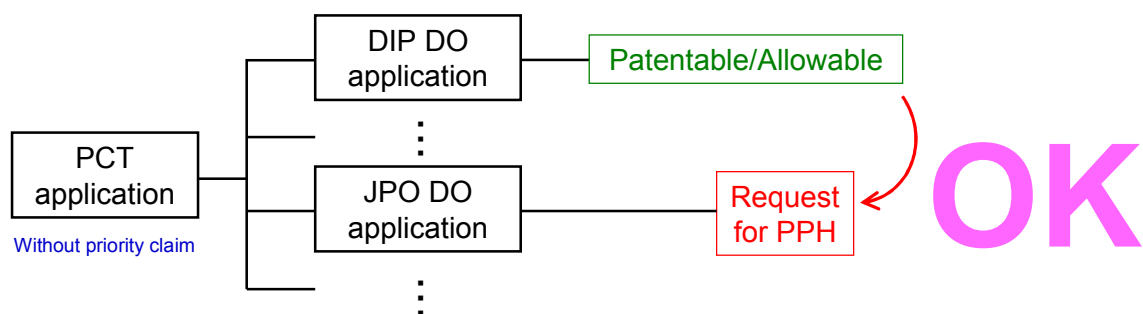 DIP DO
application
Patentable/Allowable
PCT
application
Without priority claim
JPO DO
application
Request
for PPH
OK